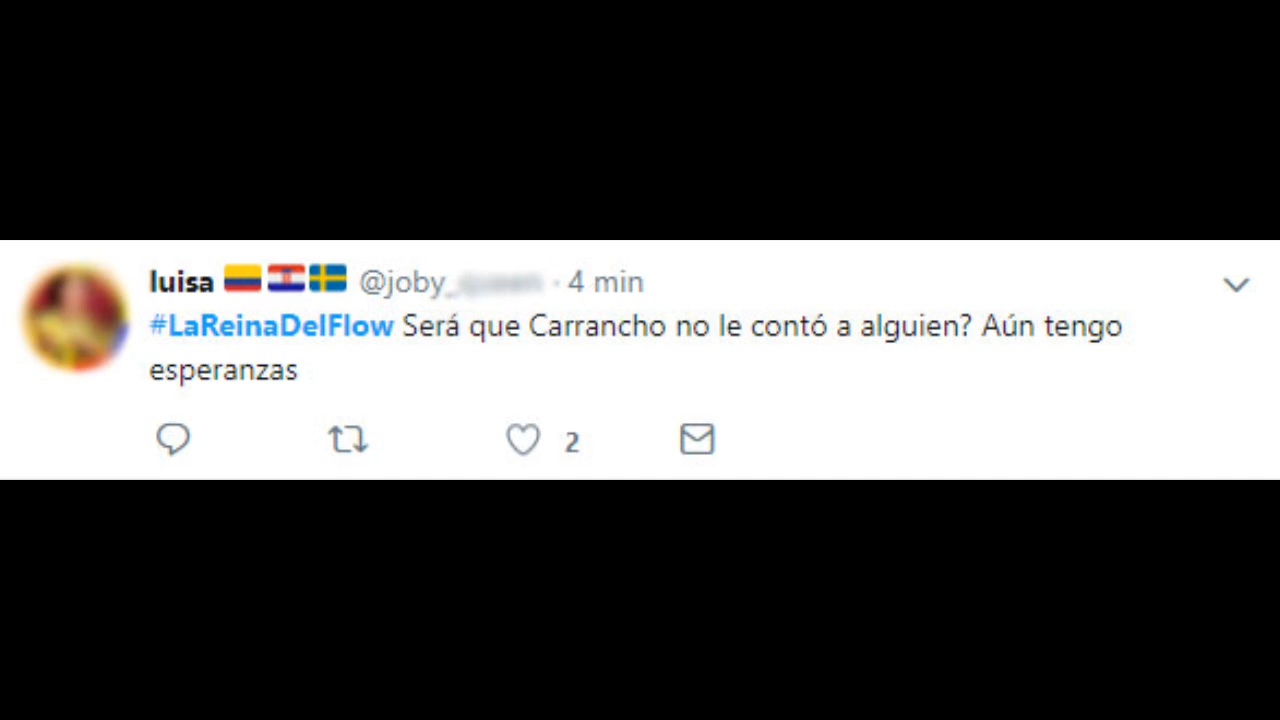 luisa @joby_ · 4 min
#LaReinaDelFlow Será que Carrancho no le contó a alguien? Aún tengo
esperanzas
2